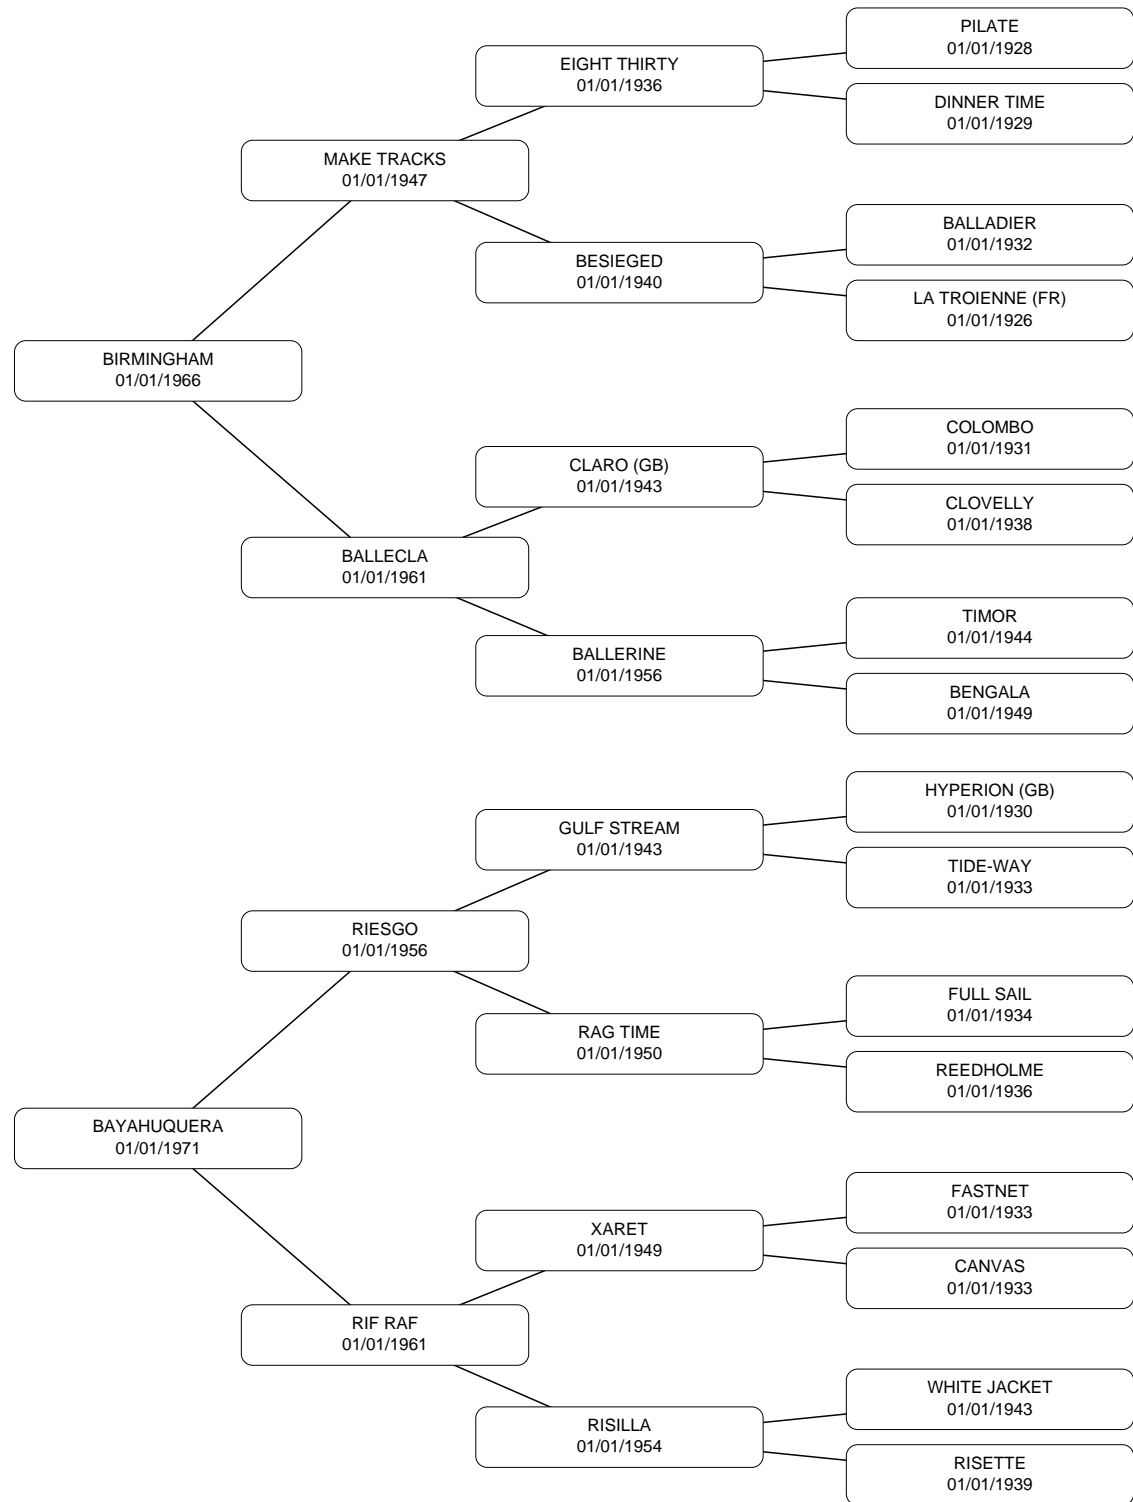 PILATE
01/01/1928
EIGHT THIRTY
01/01/1936
DINNER TIME
01/01/1929
MAKE TRACKS
01/01/1947
BALLADIER
01/01/1932
BESIEGED
01/01/1940
LA TROIENNE (FR)
01/01/1926
BIRMINGHAM
01/01/1966
COLOMBO
01/01/1931
CLARO (GB)
01/01/1943
CLOVELLY
01/01/1938
BALLECLA
01/01/1961
TIMOR
01/01/1944
BALLERINE
01/01/1956
BENGALA
01/01/1949
HYPERION (GB)
01/01/1930
GULF STREAM
01/01/1943
TIDE-WAY
01/01/1933
RIESGO
01/01/1956
FULL SAIL
01/01/1934
RAG TIME
01/01/1950
REEDHOLME
01/01/1936
BAYAHUQUERA
01/01/1971
FASTNET
01/01/1933
XARET
01/01/1949
CANVAS
01/01/1933
RIF RAF
01/01/1961
WHITE JACKET
01/01/1943
RISILLA
01/01/1954
RISETTE
01/01/1939